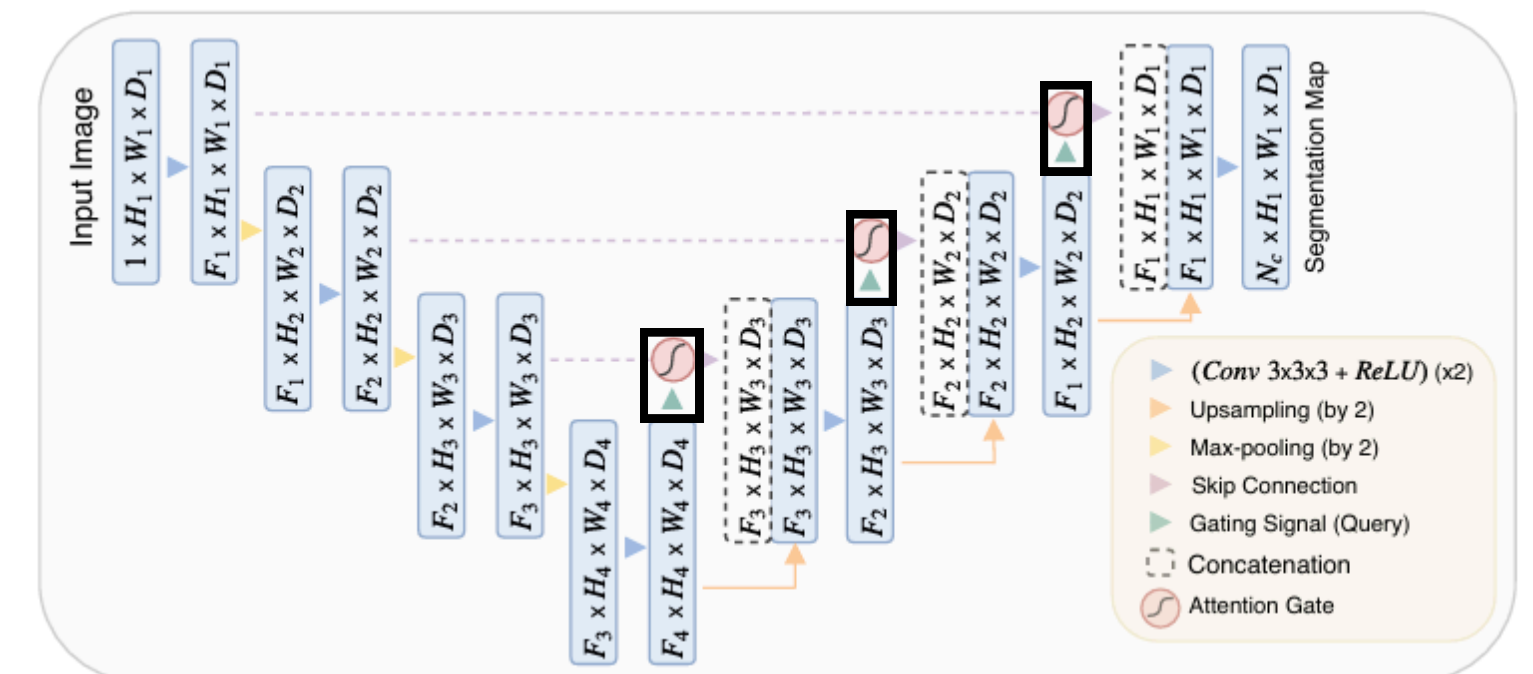 Input Image
1 x H₁ x W₁ x D₁
F₁ x H₁ x W₁ x D₁
F₁ x H₂ x W₂ x D₂
F₂ x H₂ x W₂ x D₂
F₂ x H₃ x W₃ x D₃
F₃ x H₃ x W₃ x D₃
F₃ x H₄ x W₄ x D₄
F₄ x H₄ x W₄ x D₄
F₃ x H₃ x W₃ x D₃
F₃ x H₃ x W₃ x D₃
F₂ x H₃ x W₃ x D₃
F₂ x H₂ x W₂ x D₂
F₂ x H₂ x W₂ x D₂
F₁ x H₂ x W₂ x D₂
F₁ x H₁ x W₁ x D₁
F₁ x H₁ x W₁ x D₁
N_c x H₁ x W₁ x D₁
Segmentation Map
(Conv 3x3x3 + ReLU) (x2)
Upsampling (by 2)
Max-pooling (by 2)
Skip Connection
Gating Signal (Query)
Concatenation
Attention Gate